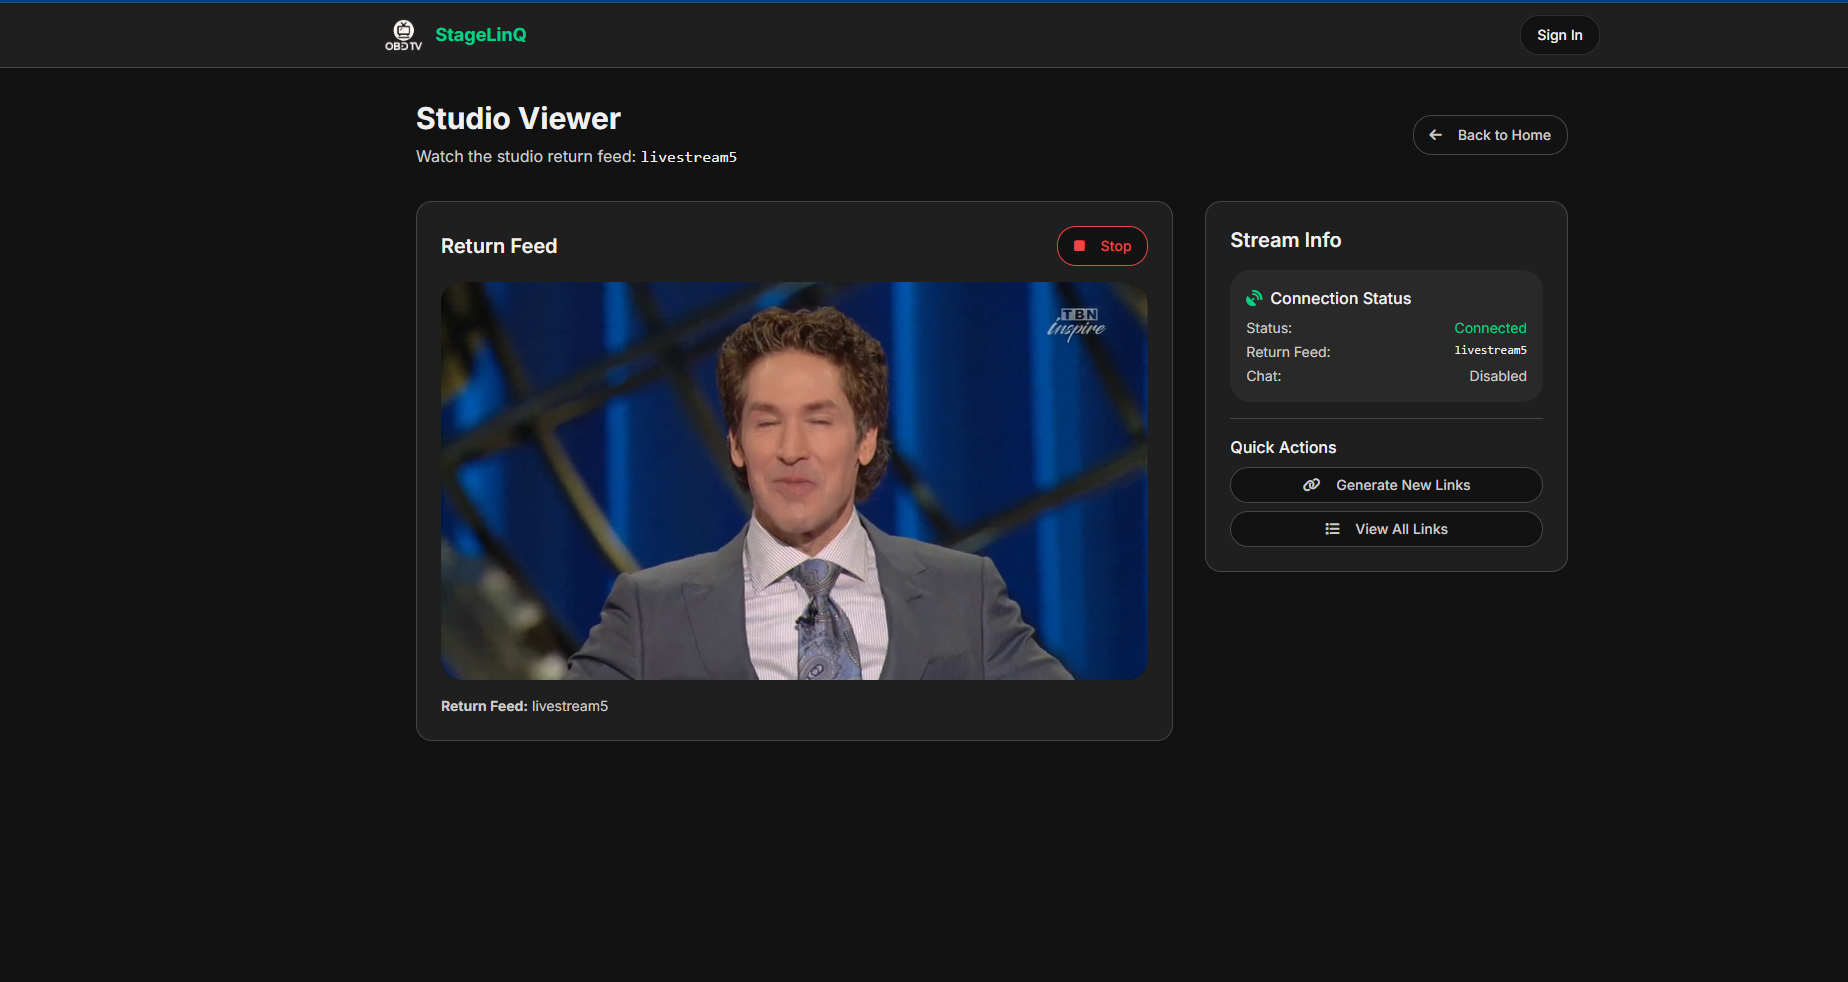 OBD TV
StageLinQ
Sign In
Studio Viewer
Watch the studio return feed: livestream5
Back to Home
Return Feed
Stop
TBN
inspire
Return Feed: livestream5
Stream Info
Connection Status
Status: Connected
Return Feed: livestream5
Chat: Disabled
Quick Actions
Generate New Links
View All Links